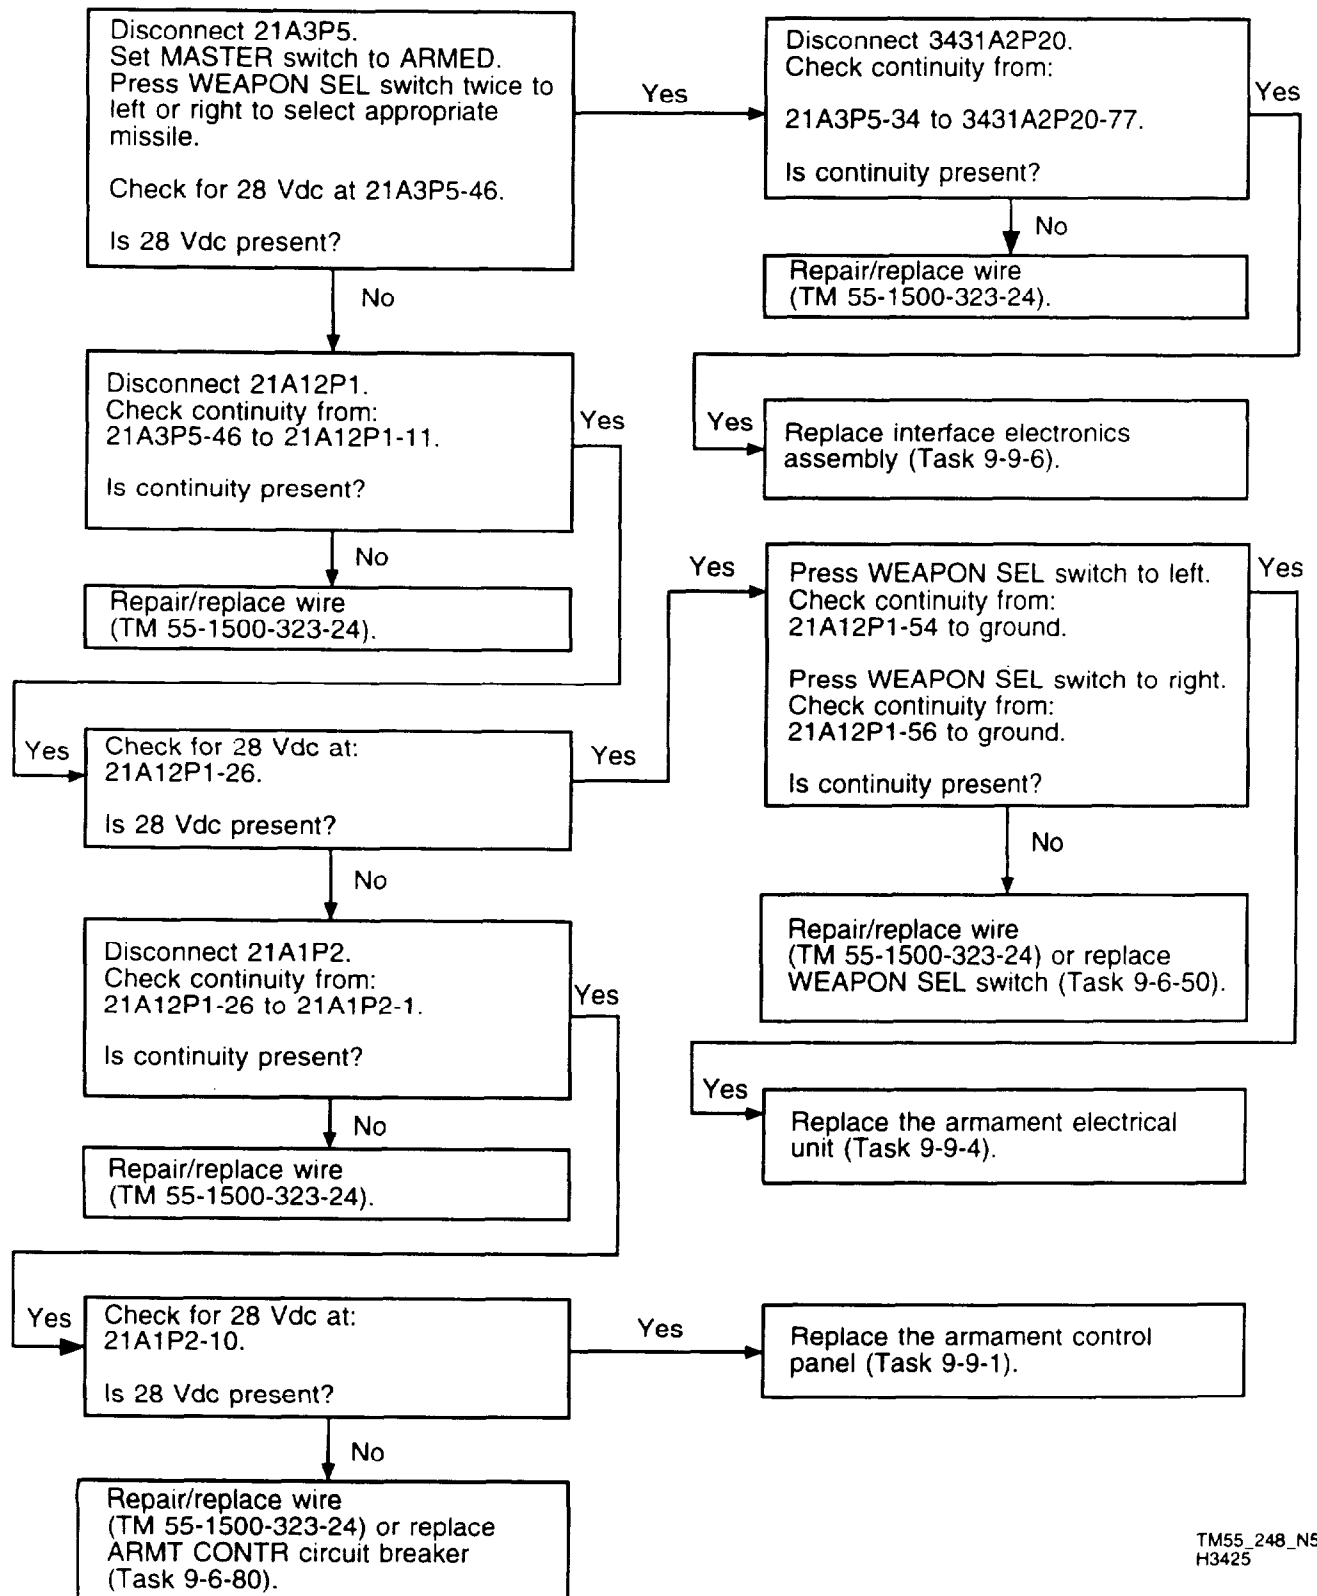 Disconnect 21A3P5.
Set MASTER switch to ARMED.
Press WEAPON SEL switch twice to
left or right to select appropriate
missile.
Check for 28 Vdc at 21A3P5-46.
Is 28 Vdc present?
Yes
Disconnect 3431A2P20.
Check continuity from:
21A3P5-34 to 3431A2P20-77.
Is continuity present?
Yes
No
Repair/replace wire
(TM 55-1500-323-24).
Yes
Replace interface electronics
assembly (Task 9-9-6).
No
Disconnect 21A12P1.
Check continuity from:
21A3P5-46 to 21A12P1-11.
Is continuity present?
Yes
No
Repair/replace wire
(TM 55-1500-323-24).
Yes
Check for 28 Vdc at:
21A12P1-26.
Is 28 Vdc present?
Yes
Yes
Press WEAPON SEL switch to left.
Check continuity from:
21A12P1-54 to ground.
Press WEAPON SEL switch to right.
Check continuity from:
21A12P1-56 to ground.
Is continuity present?
Yes
No
Repair/replace wire
(TM 55-1500-323-24) or replace
WEAPON SEL switch (Task 9-6-50).
Yes
Replace the armament electrical
unit (Task 9-9-4).
No
Disconnect 21A1P2.
Check continuity from:
21A12P1-26 to 21A1P2-1.
Is continuity present?
Yes
No
Repair/replace wire
(TM 55-1500-323-24).
Yes
Check for 28 Vdc at:
21A1P2-10.
Is 28 Vdc present?
Yes
Replace the armament control
panel (Task 9-9-1).
No
Repair/replace wire
(TM 55-1500-323-24) or replace
ARMT CONTR circuit breaker
(Task 9-6-80).
TM55_248_N5
H3425